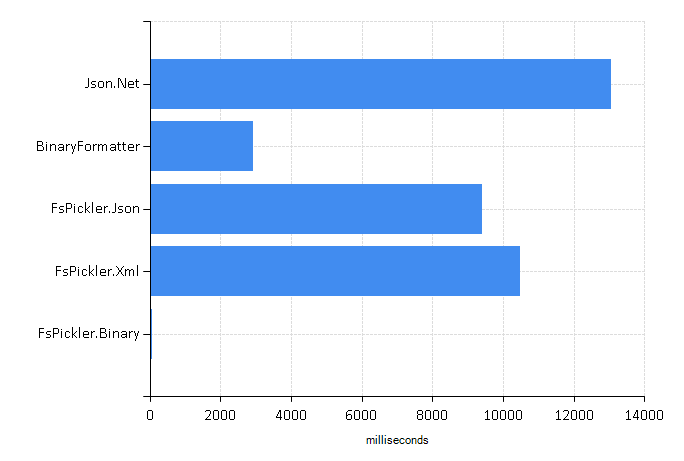 Json.Net
BinaryFormatter
FsPickler.Json
FsPickler.Xml
FsPickler.Binary
0 2000 4000 6000 8000 10000 12000 14000
milliseconds